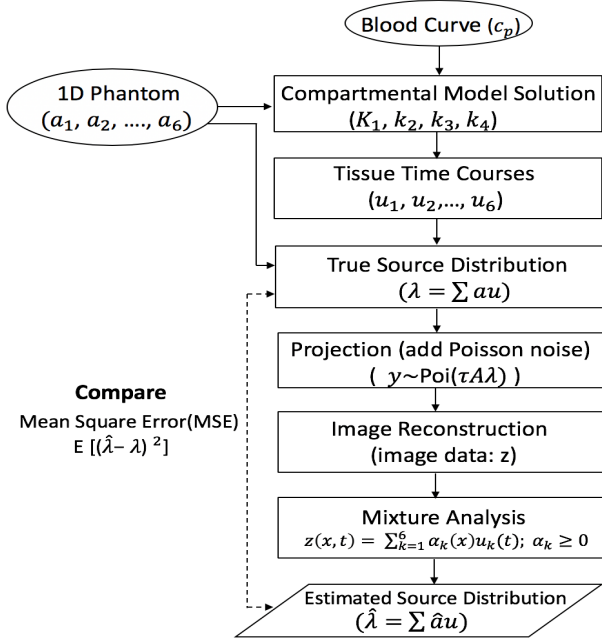 Blood Curve (c_p)
1D Phantom
(a_1, a_2, ...., a_6)
Compartmental Model Solution
(K_1, k_2, k_3, k_4)
Tissue Time Courses
(u_1, u_2,..., u_6)
True Source Distribution
(λ = ∑ au)
Projection (add Poisson noise)
( y~Poi(τAλ) )
Compare
Mean Square Error(MSE)
E [(λ̂– λ) ²]
Image Reconstruction
(image data: z)
Mixture Analysis
z(x, t) = ∑_{k=1}^{6} α_k(x)u_k(t); α_k ≥ 0
Estimated Source Distribution
(λ̂ = ∑ âu)